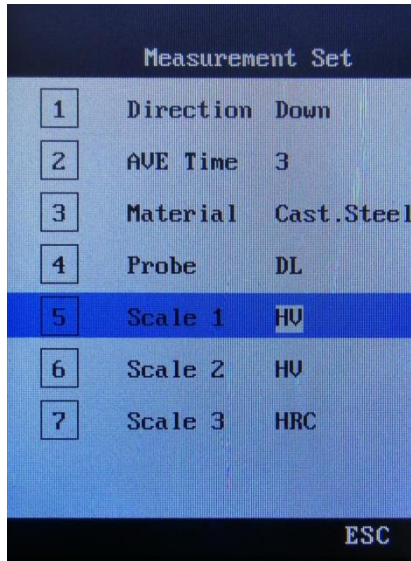 Measurement Set
1 Direction Down
2 AVE Time 3
3 Material Cast.Steel
4 Probe DL
5 Scale 1 HV
6 Scale 2 HV
7 Scale 3 HRC
ESC